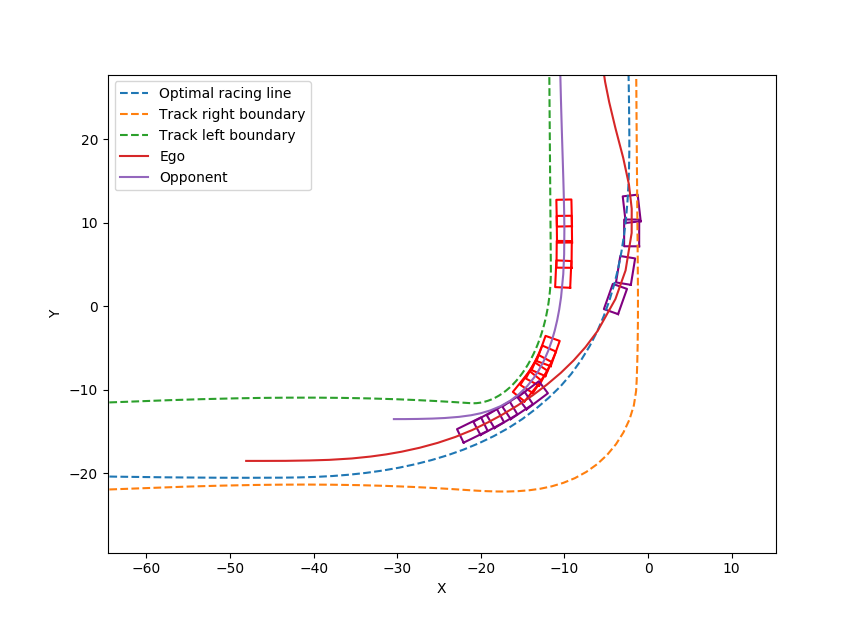 Optimal racing line
Track right boundary
Track left boundary
Ego
Opponent
20
10
0
−10
−20
Y
−60 −50 −40 −30 −20 −10 0 10
X